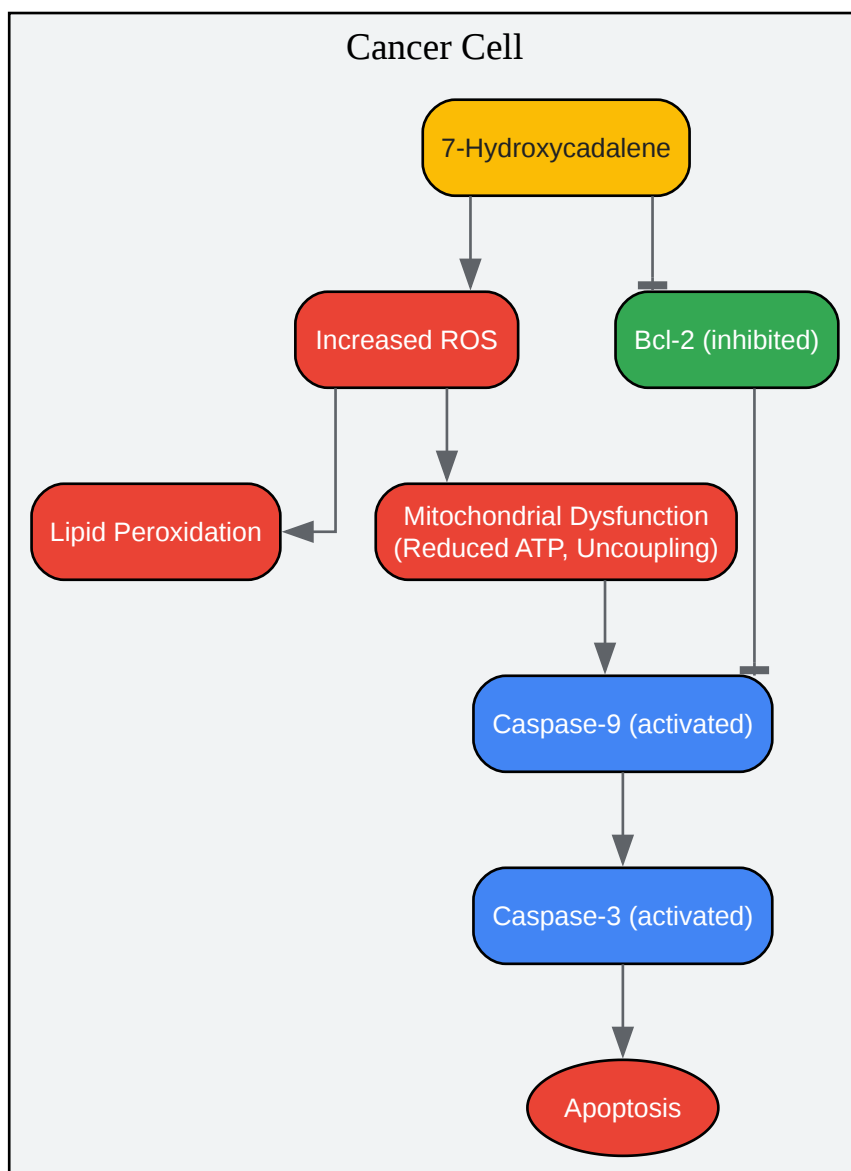 Cancer Cell
7-Hydroxycadalene
Increased ROS
Bcl-2 (inhibited)
Lipid Peroxidation
Mitochondrial Dysfunction
(Reduced ATP, Uncoupling)
Caspase-9 (activated)
Caspase-3 (activated)
Apoptosis